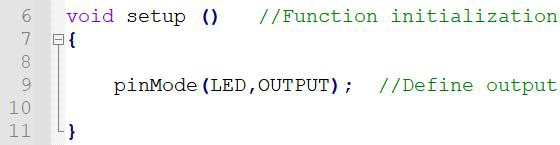 6 void setup () //Function initialization
7 {
8
9 pinMode(LED,OUTPUT); //Define output
10
11 }